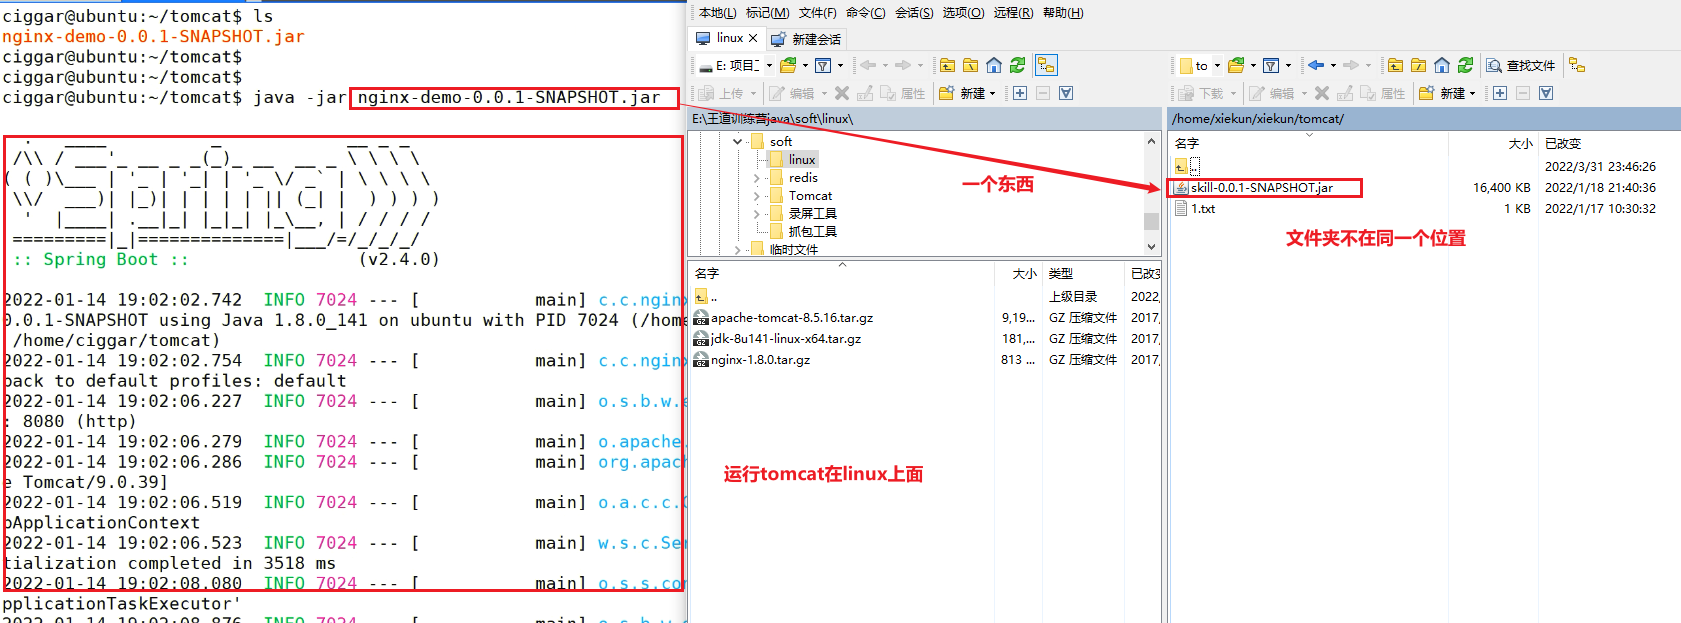 ciggar@ubuntu:~/tomcat$ ls
nginx-demo-0.0.1-SNAPSHOT.jar
ciggar@ubuntu:~/tomcat$
ciggar@ubuntu:~/tomcat$
ciggar@ubuntu:~/tomcat$ java -jar nginx-demo-0.0.1-SNAPSHOT.jar
:: Spring Boot :: (v2.4.0)
2022-01-14 19:02:02.742 INFO 7024 --- [ main] c.c.nginx
0.0.1-SNAPSHOT using Java 1.8.0_141 on ubuntu with PID 7024 (/home
/home/ciggar/tomcat)
2022-01-14 19:02:02.754 INFO 7024 --- [ main] c.c.nginx
back to default profiles: default
2022-01-14 19:02:06.227 INFO 7024 --- [ main] o.s.b.w.e
: 8080 (http)
2022-01-14 19:02:06.279 INFO 7024 --- [ main] o.apache.
2022-01-14 19:02:06.286 INFO 7024 --- [ main] org.apach
e Tomcat/9.0.39]
2022-01-14 19:02:06.519 INFO 7024 --- [ main] o.a.c.c.C
bApplicationContext
2022-01-14 19:02:06.523 INFO 7024 --- [ main] w.s.c.Ser
tialization completed in 3518 ms
2022-01-14 19:02:08.080 INFO 7024 --- [ main] o.s.s.con
pplicationTaskExecutor'
2022-01-14 19:02:08.876 INFO 7024 --- [ main] o.s.b.w.e
本地(L) 标记(M) 文件(F) 命令(C) 会话(S) 选项(O) 远程(R) 帮助(H)
linux 新建会话
E: 项目
上传 编辑 属性 新建
E:\王道训练营java\soft\linux\
soft
linux
redis
Tomcat
录屏工具
抓包工具
临时文件
名字 大小 类型 已改变
.. 上级目录 2022,
apache-tomcat-8.5.16.tar.gz 9,19... GZ 压缩文件 2017,
jdk-8u141-linux-x64.tar.gz 181,... GZ 压缩文件 2017,
nginx-1.8.0.tar.gz 813 ... GZ 压缩文件 2017,
运行tomcat在linux上面
一个东西
to 查找文件
下载 编辑 属性 新建
/home/xiekun/xiekun/tomcat/
名字 大小 已改变
.. 2022/3/31 23:46:26
skill-0.0.1-SNAPSHOT.jar 16,400 KB 2022/1/18 21:40:36
1.txt 1 KB 2022/1/17 10:30:32
文件夹不在同一个位置